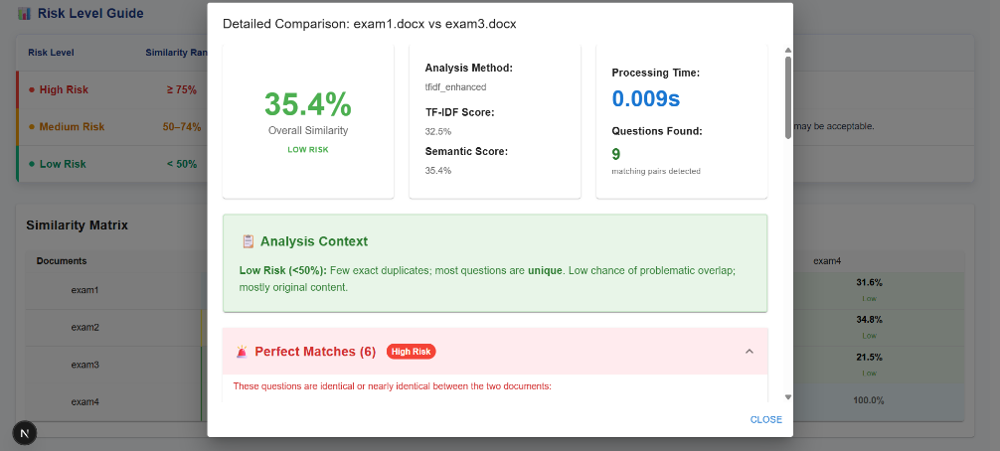 Risk Level Guide
Risk Level
Similarity Ran
High Risk
≥ 75%
Medium Risk
50–74%
may be acceptable.
Low Risk
< 50%
Similarity Matrix
Documents
exam4
exam1
31.6%
Low
exam2
34.8%
Low
exam3
21.5%
Low
exam4
100.0%
N
Detailed Comparison: exam1.docx vs exam3.docx
35.4%
Overall Similarity
LOW RISK
Analysis Method:
tfidf_enhanced
TF-IDF Score:
32.5%
Semantic Score:
35.4%
Processing Time:
0.009s
Questions Found:
9
matching pairs detected
Analysis Context
Low Risk (<50%): Few exact duplicates; most questions are unique. Low chance of problematic overlap;
mostly original content.
Perfect Matches (6) High Risk
These questions are identical or nearly identical between the two documents:
CLOSE